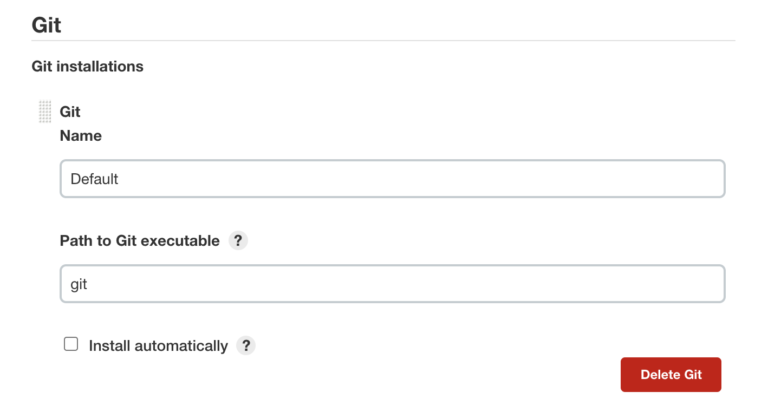 Git
Git installations
Git
Name
Default
Path to Git executable ?
git
Install automatically ?
Delete Git